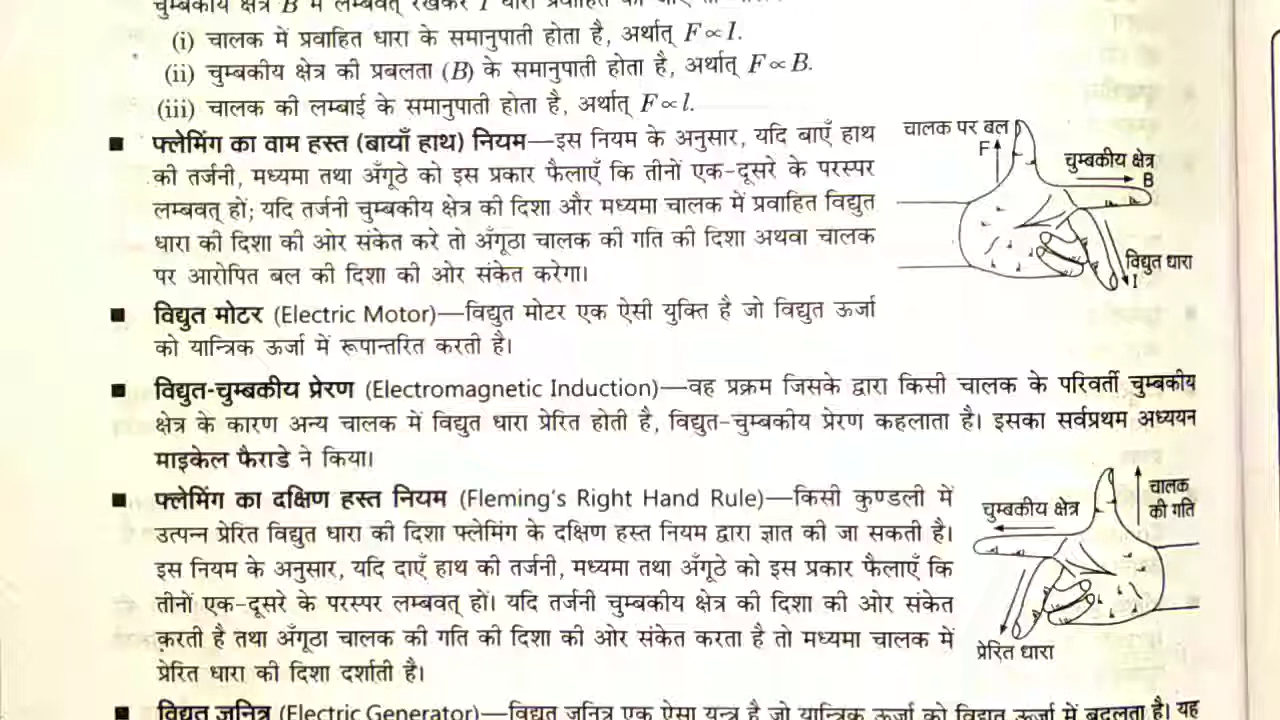 चुम्बकीय क्षेत्र B में लम्बवत् रखकर I धारा प्रवाहित की जाए
(i) चालक में प्रवाहित धारा के समानुपाती होता है, अर्थात् F ∝ I.
(ii) चुम्बकीय क्षेत्र की प्रबलता (B) के समानुपाती होता है, अर्थात् F ∝ B.
(iii) चालक की लम्बाई के समानुपाती होता है, अर्थात् F ∝ l.
■ फ्लेमिंग का वाम हस्त (बायाँ हाथ) नियम—इस नियम के अनुसार, यदि बाएँ हाथ
की तर्जनी, मध्यमा तथा अँगूठे को इस प्रकार फैलाएँ कि तीनों एक-दूसरे के परस्पर
लम्बवत् हों; यदि तर्जनी चुम्बकीय क्षेत्र की दिशा और मध्यमा चालक में प्रवाहित विद्युत
धारा की दिशा की ओर संकेत करे तो अँगूठा चालक की गति की दिशा अथवा चालक
पर आरोपित बल की दिशा की ओर संकेत करेगा।
चालक पर बल
F
चुम्बकीय क्षेत्र
B
विद्युत धारा
I
■ विद्युत मोटर (Electric Motor)—विद्युत मोटर एक ऐसी युक्ति है जो विद्युत ऊर्जा
को यान्त्रिक ऊर्जा में रूपान्तरित करती है।
■ विद्युत-चुम्बकीय प्रेरण (Electromagnetic Induction)—वह प्रक्रम जिसके द्वारा किसी चालक के परिवर्ती चुम्बकीय
क्षेत्र के कारण अन्य चालक में विद्युत धारा प्रेरित होती है, विद्युत-चुम्बकीय प्रेरण कहलाता है। इसका सर्वप्रथम अध्ययन
माइकेल फैराडे ने किया।
■ फ्लेमिंग का दक्षिण हस्त नियम (Fleming's Right Hand Rule)—किसी कुण्डली में
उत्पन्न प्रेरित विद्युत धारा की दिशा फ्लेमिंग के दक्षिण हस्त नियम द्वारा ज्ञात की जा सकती है।
इस नियम के अनुसार, यदि दाएँ हाथ की तर्जनी, मध्यमा तथा अँगूठे को इस प्रकार फैलाएँ कि
तीनों एक-दूसरे के परस्पर लम्बवत् हों। यदि तर्जनी चुम्बकीय क्षेत्र की दिशा की ओर संकेत
करती है तथा अँगूठा चालक की गति की दिशा की ओर संकेत करता है तो मध्यमा चालक में
प्रेरित धारा की दिशा दर्शाती है।
चुम्बकीय क्षेत्र
चालक
की गति
प्रेरित धारा
■ विद्युत जनित्र (Electric Generator)—विद्युत जनित्र एक ऐसा यन्त्र है जो यान्त्रिक ऊर्जा को विद्युत ऊर्जा में बदलता है। यह